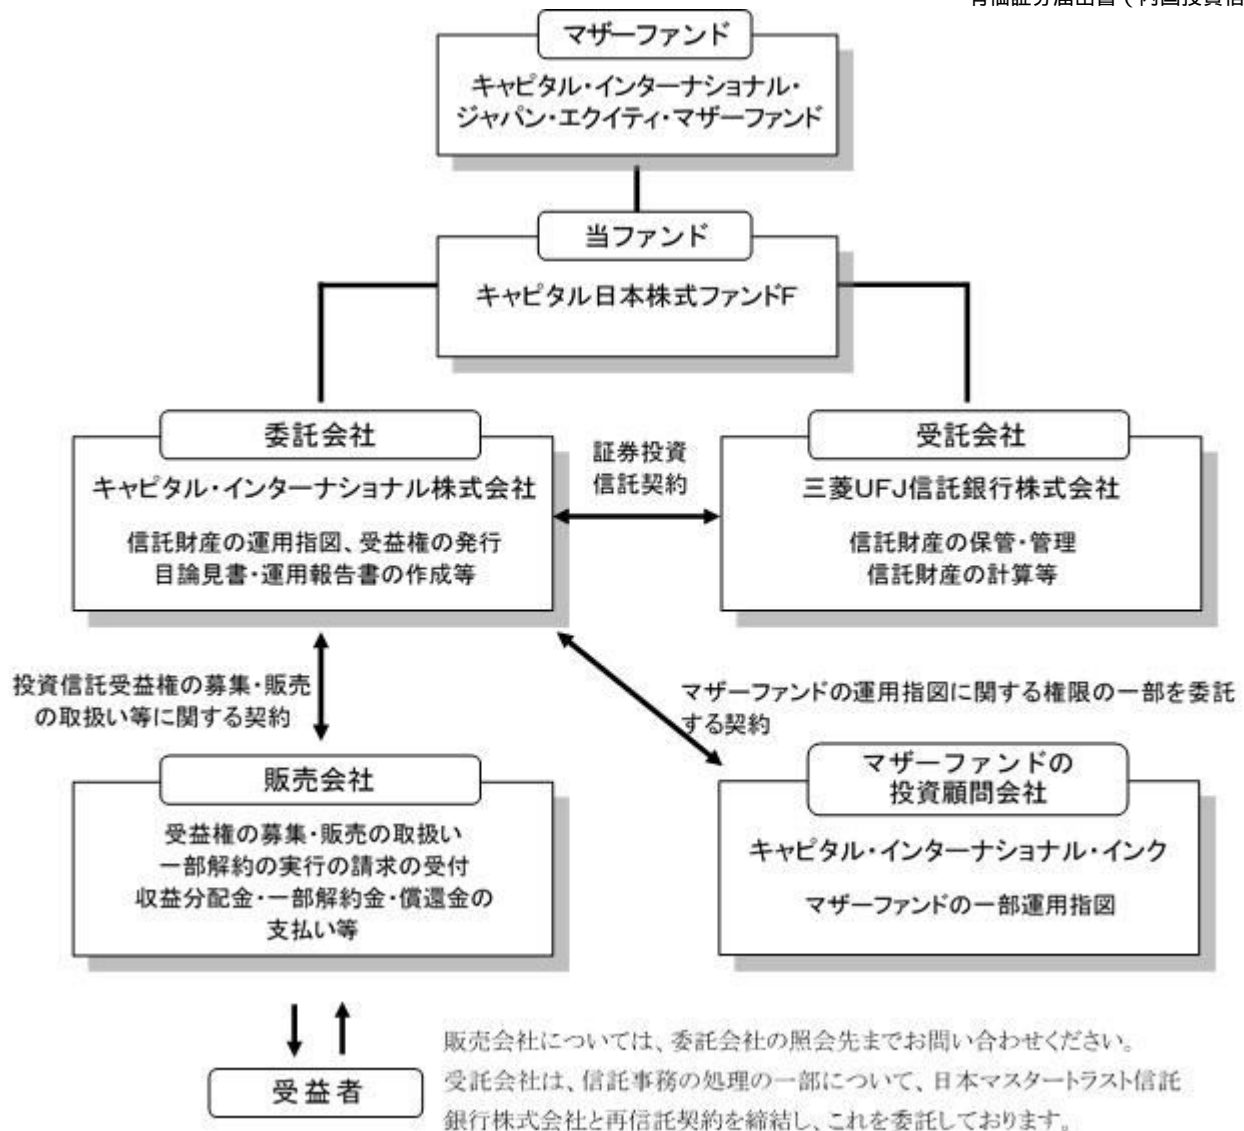 マザーファンド
キャピタル・インターナショナル・
ジャパン・エクイティ・マザーファンド
当ファンド
キャピタル日本株式ファンドF
委託会社
キャピタル・インターナショナル株式会社
信託財産の運用指図、受益権の発行
目論見書・運用報告書の作成等
証券投資
信託契約
受託会社
三菱UFJ信託銀行株式会社
信託財産の保管・管理
信託財産の計算等
投資信託受益権の募集・販売
の取扱い等に関する契約
マザーファンドの運用指図に関する権限の一部を委託
する契約
販売会社
受益権の募集・販売の取扱い
一部解約の実行の請求の受付
収益分配金・一部解約金・償還金の
支払い等
マザーファンドの
投資顧問会社
キャピタル・インターナショナル・インク
マザーファンドの一部運用指図
受益者
販売会社については、委託会社の照会先までお問い合わせください。
受託会社は、信託事務の処理の一部について、日本マスタートラスト信託
銀行株式会社と再信託契約を締結し、これを委託しております。